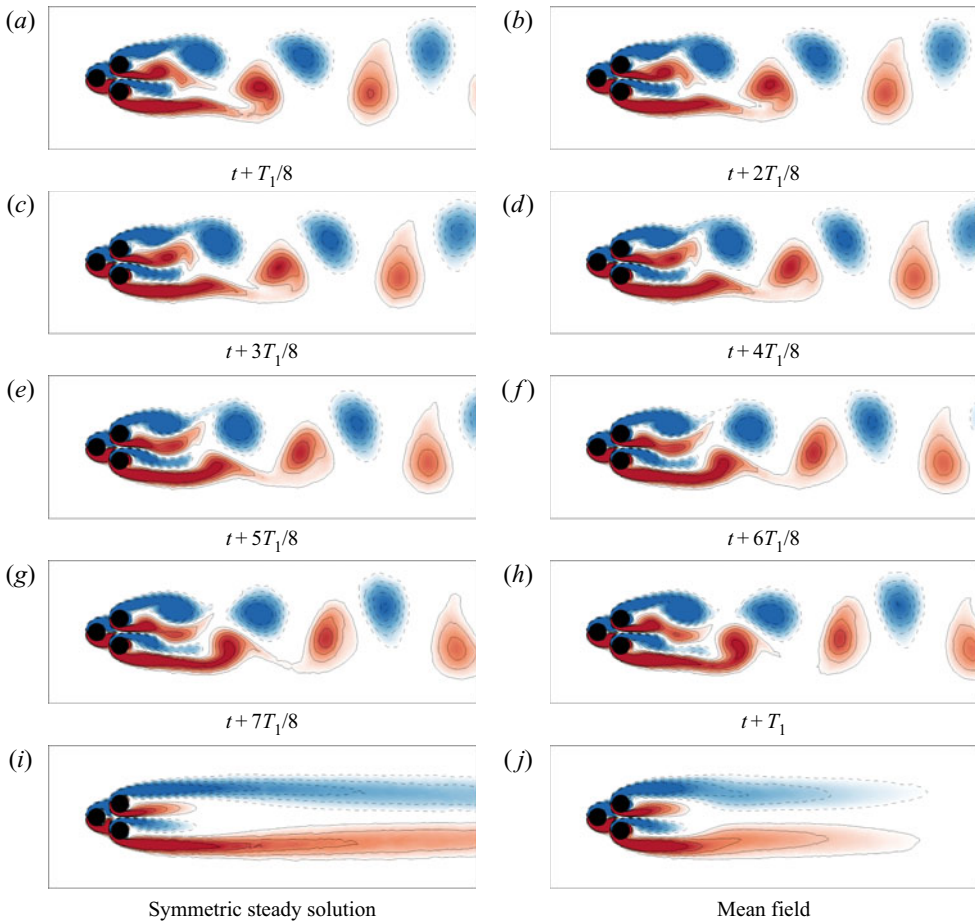 (a) (b)
t + T₁/8 t + 2T₁/8
(c) (d)
t + 3T₁/8 t + 4T₁/8
(e) (f)
t + 5T₁/8 t + 6T₁/8
(g) (h)
t + 7T₁/8 t + T₁
(i) (j)
Symmetric steady solution Mean field